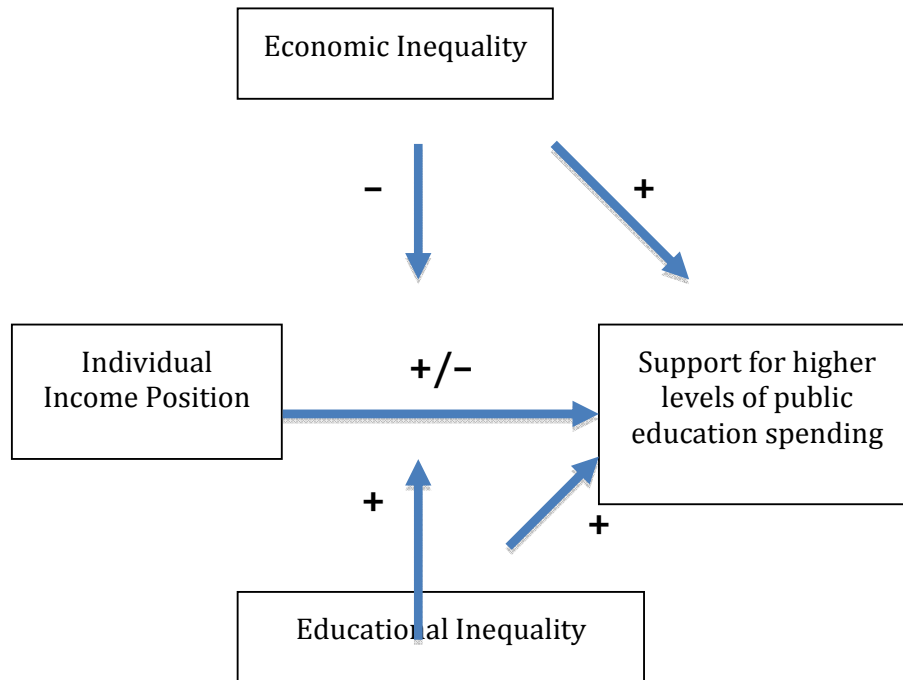 Economic Inequality
–
+
Individual
Income Position
+/–
Support for higher
levels of public
education spending
+
+
Educational Inequality